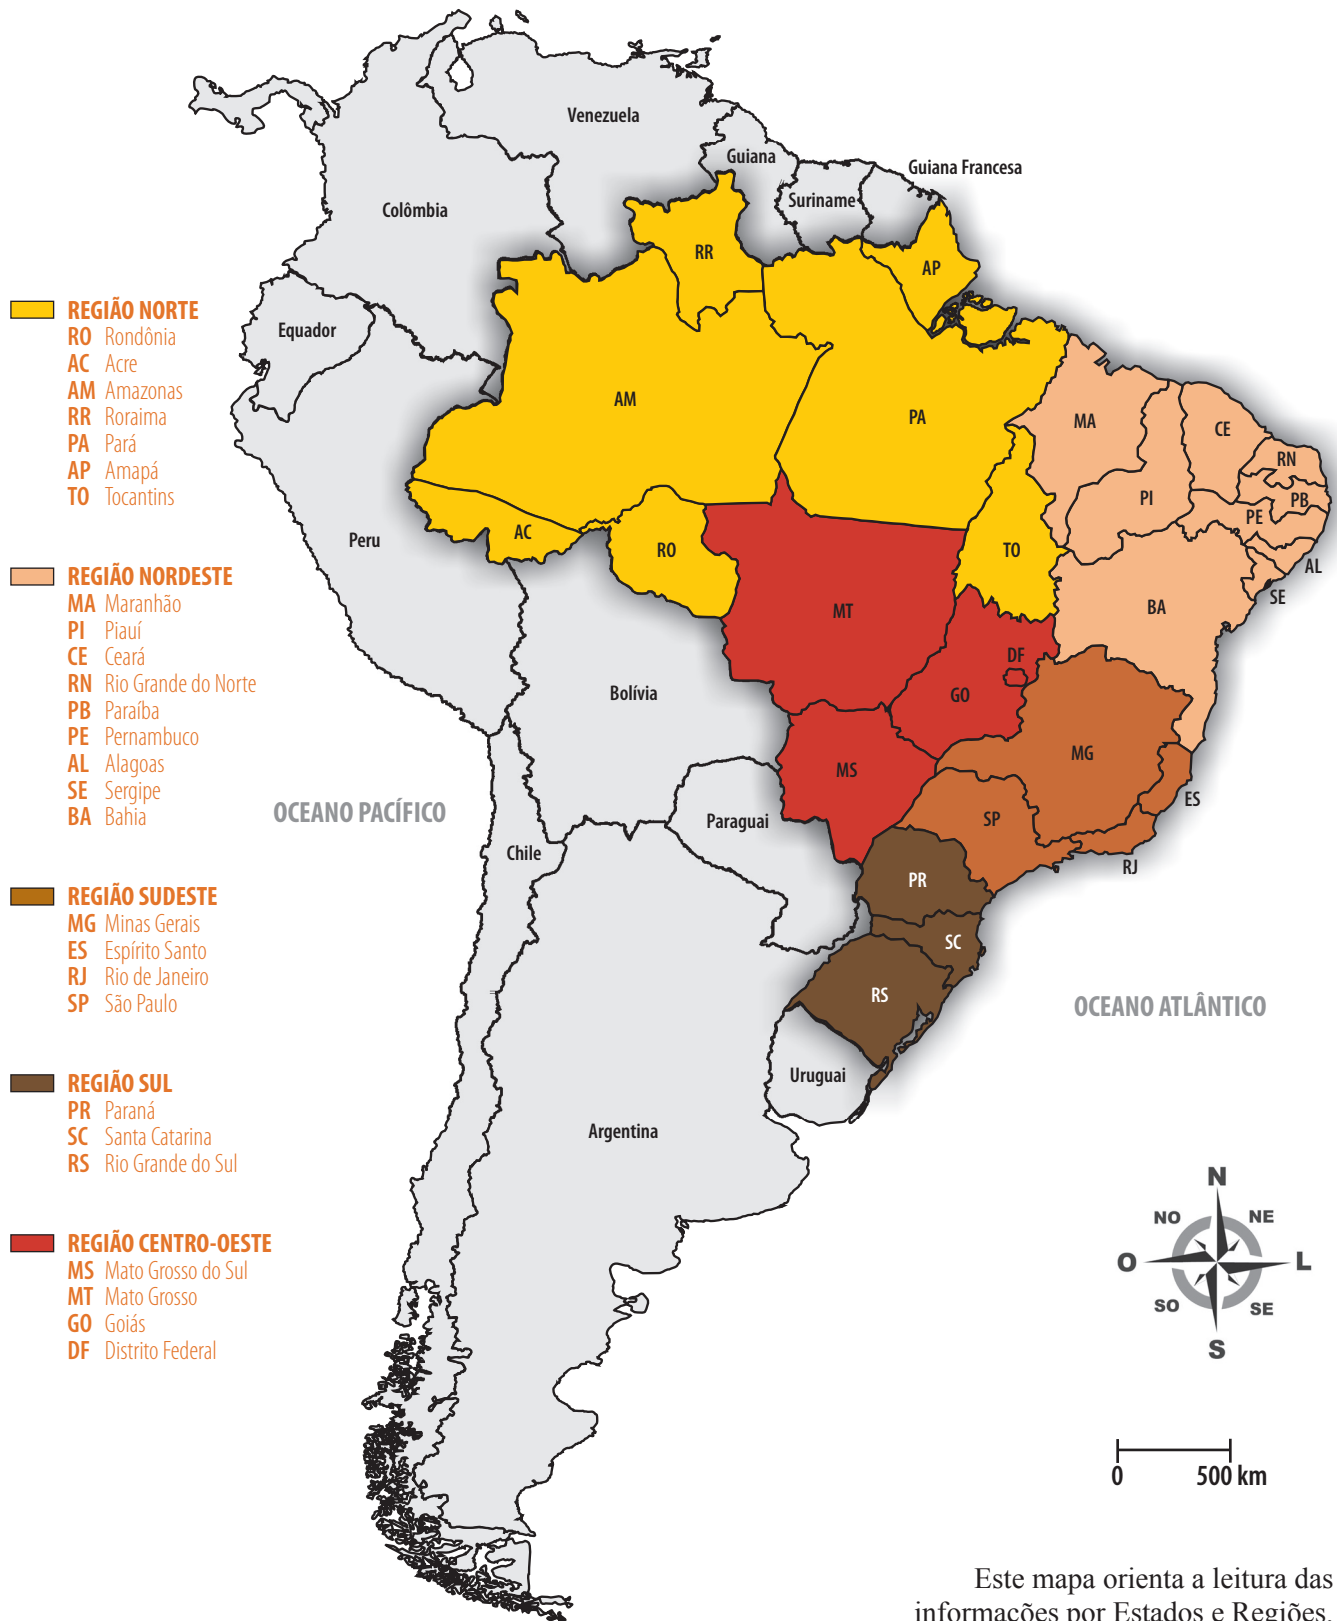 Venezuela
Guiana
Guiana Francesa
Suriname
Colômbia
RR
AP
REGIÃO NORTE
RO Rondônia
AC Acre
AM Amazonas
RR Roraima
PA Pará
AP Amapá
TO Tocantins
Equador
AM
PA
MA
CE
RN
PI
PB
PE
AC
Peru
RO
TO
AL
SE
BA
MT
DF
GO
REGIÃO NORDESTE
MA Maranhão
PI Piauí
CE Ceará
RN Rio Grande do Norte
PB Paraíba
PE Pernambuco
AL Alagoas
SE Sergipe
BA Bahia
Bolívia
MG
MS
ES
OCEANO PACÍFICO
Paraguai
SP
Chile
RJ
PR
REGIÃO SUDESTE
MG Minas Gerais
ES Espírito Santo
RJ Rio de Janeiro
SP São Paulo
SC
RS
OCEANO ATLÂNTICO
Uruguai
REGIÃO SUL
PR Paraná
SC Santa Catarina
RS Rio Grande do Sul
Argentina
REGIÃO CENTRO-OESTE
MS Mato Grosso do Sul
MT Mato Grosso
GO Goiás
DF Distrito Federal
N
NO NE
O L
SO SE
S
0 500 km
Este mapa orienta a leitura das
informações por Estados e Regiões.